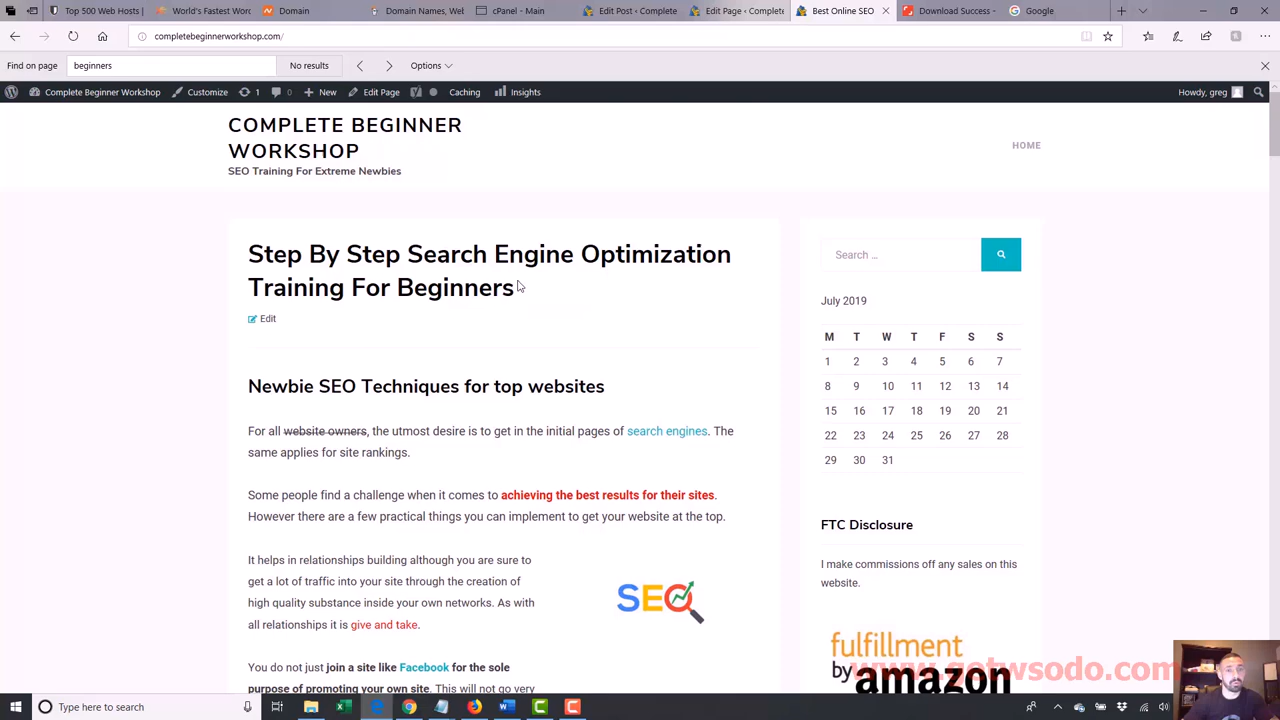 Top 500 Web Hosts |
World's Fastest Word
Domain
Domain Names, Web
cPanel - Main
Edit Post ‹ Complete
Edit Page ‹ Complete
Best Online SEO
Download Success -
Google
completebeginnerworkshop.com/
Find on page
beginners
No results
Options
Complete Beginner Workshop
Customize
1
0
New
Edit Page
Caching
Insights
Howdy, greg
COMPLETE BEGINNER
WORKSHOP
SEO Training For Extreme Newbies
HOME
Step By Step Search Engine Optimization
Training For Beginners
Edit
Newbie SEO Techniques for top websites
For all website owners, the utmost desire is to get in the initial pages of search engines. The
same applies for site rankings.
Some people find a challenge when it comes to achieving the best results for their sites.
However there are a few practical things you can implement to get your website at the top.
It helps in relationships building although you are sure to
get a lot of traffic into your site through the creation of
high quality substance inside your own networks. As with
all relationships it is give and take.
SEO
You do not just join a site like Facebook for the sole
purpose of promoting your own site. This will not go very
Search …
July 2019
M T W T F S S
1 2 3 4 5 6 7
8 9 10 11 12 13 14
15 16 17 18 19 20 21
22 23 24 25 26 27 28
29 30 31
FTC Disclosure
I make commissions off any sales on this
website.
fulfillment
by amazon
www.gotwsodo.com
Type here to search